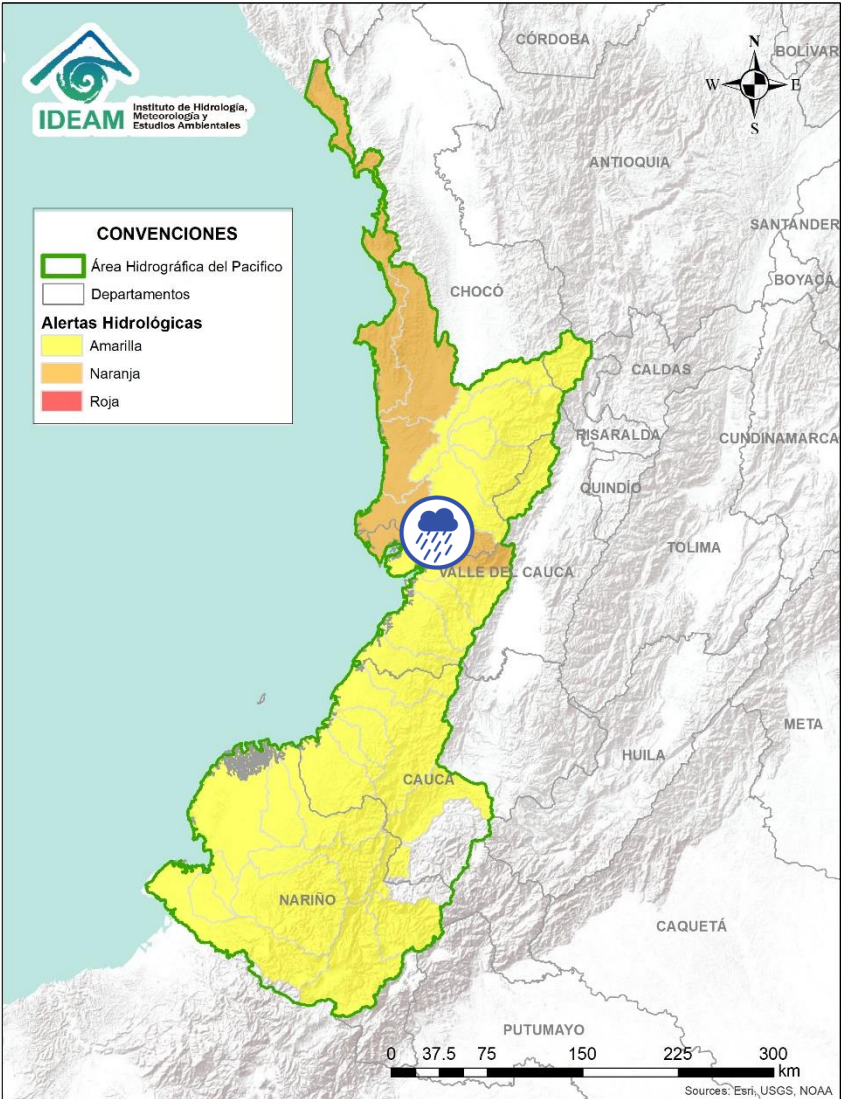 IDEAM
Instituto de Hidrología,
Meteorología y
Estudios Ambientales
CONVENCIONES
Área Hidrográfica del Pacifico
Departamentos
Alertas Hidrológicas
Amarilla
Naranja
Roja
N
W
E
S
CÓRDOBA
BOLÍVAR
ANTIOQUIA
SANTANDER
BOYACÁ
CHOCÓ
CALDAS
RISARALDA
CUNDINAMARCA
QUINDÍO
TOLIMA
VALLE DEL CAUCA
META
HUILA
CAUCA
NARIÑO
CAQUETÁ
PUTUMAYO
0 37.5 75 150 225 300
km
Sources: Esri, USGS, NOAA